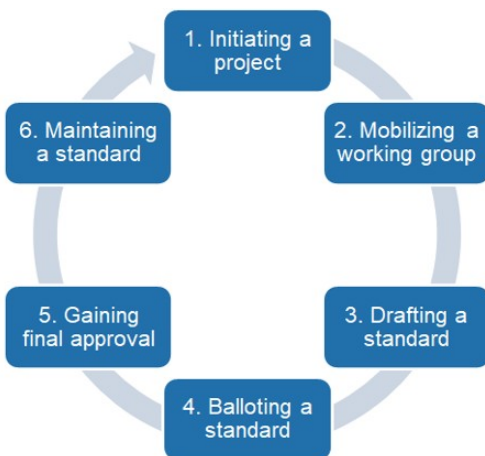 1. Initiating a
project
2. Mobilizing a
working group
3. Drafting a
standard
4. Balloting a
standard
5. Gaining
final approval
6. Maintaining
a standard